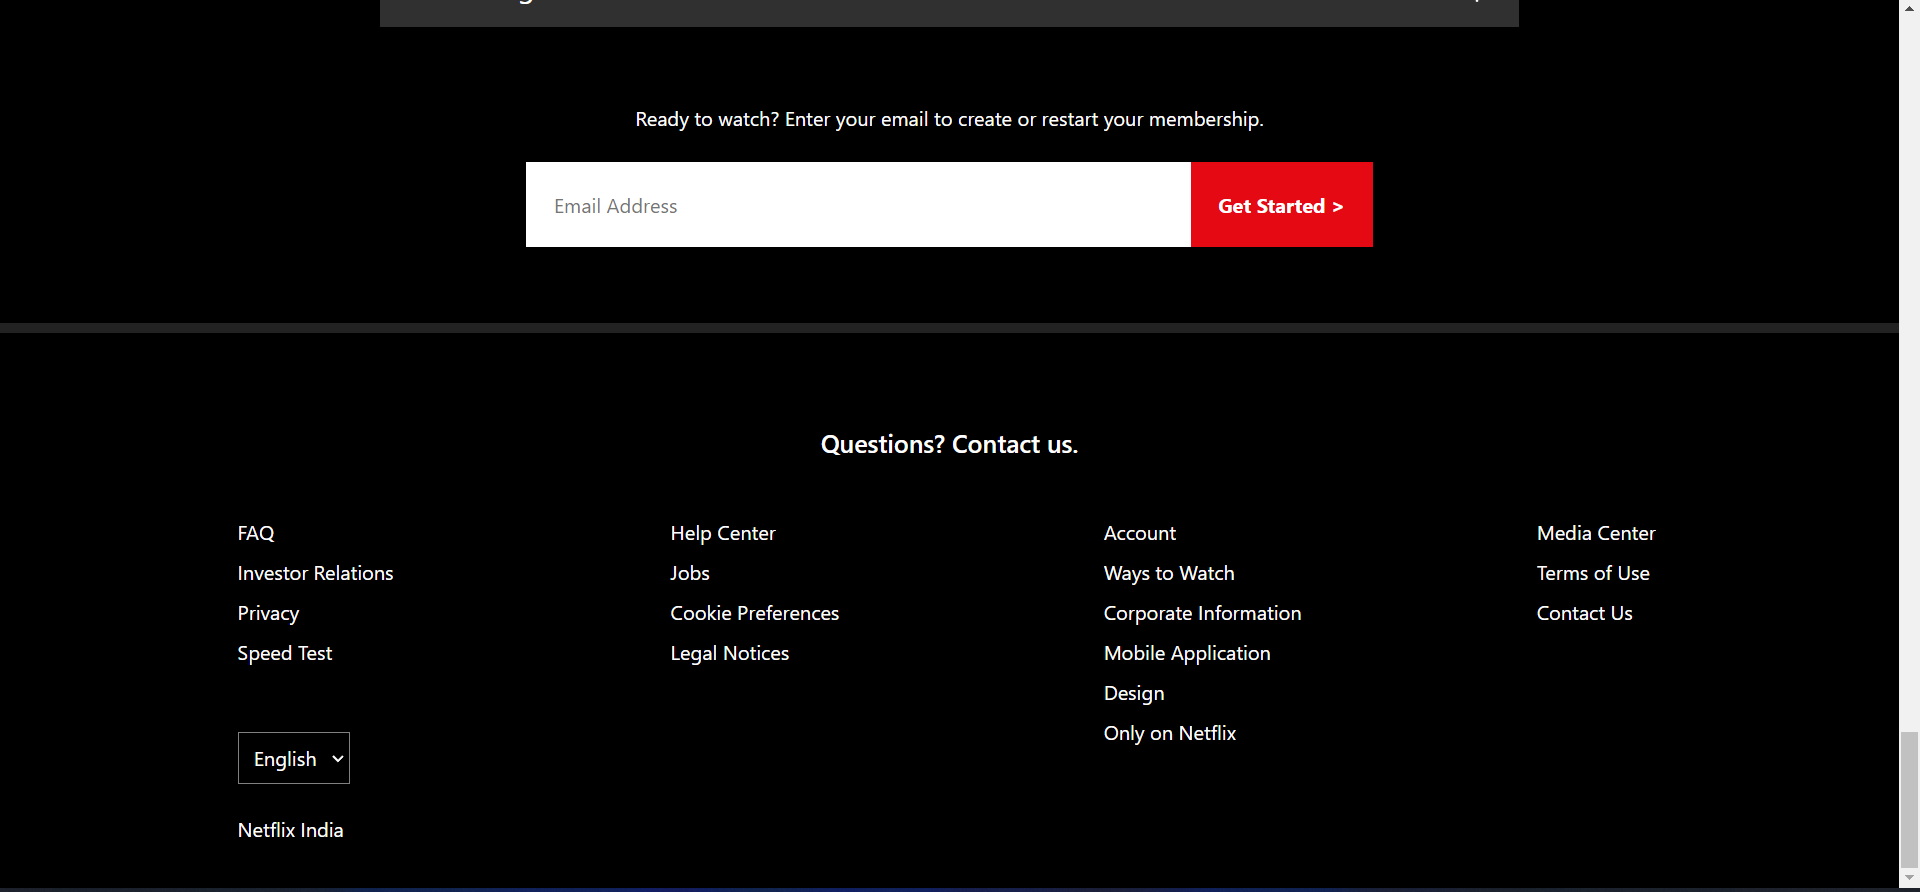 Ready to watch? Enter your email to create or restart your membership.
Email Address
Get Started >
Questions? Contact us.
FAQ
Investor Relations
Privacy
Speed Test
Help Center
Jobs
Cookie Preferences
Legal Notices
Account
Ways to Watch
Corporate Information
Mobile Application
Design
Only on Netflix
Media Center
Terms of Use
Contact Us
English
Netflix India